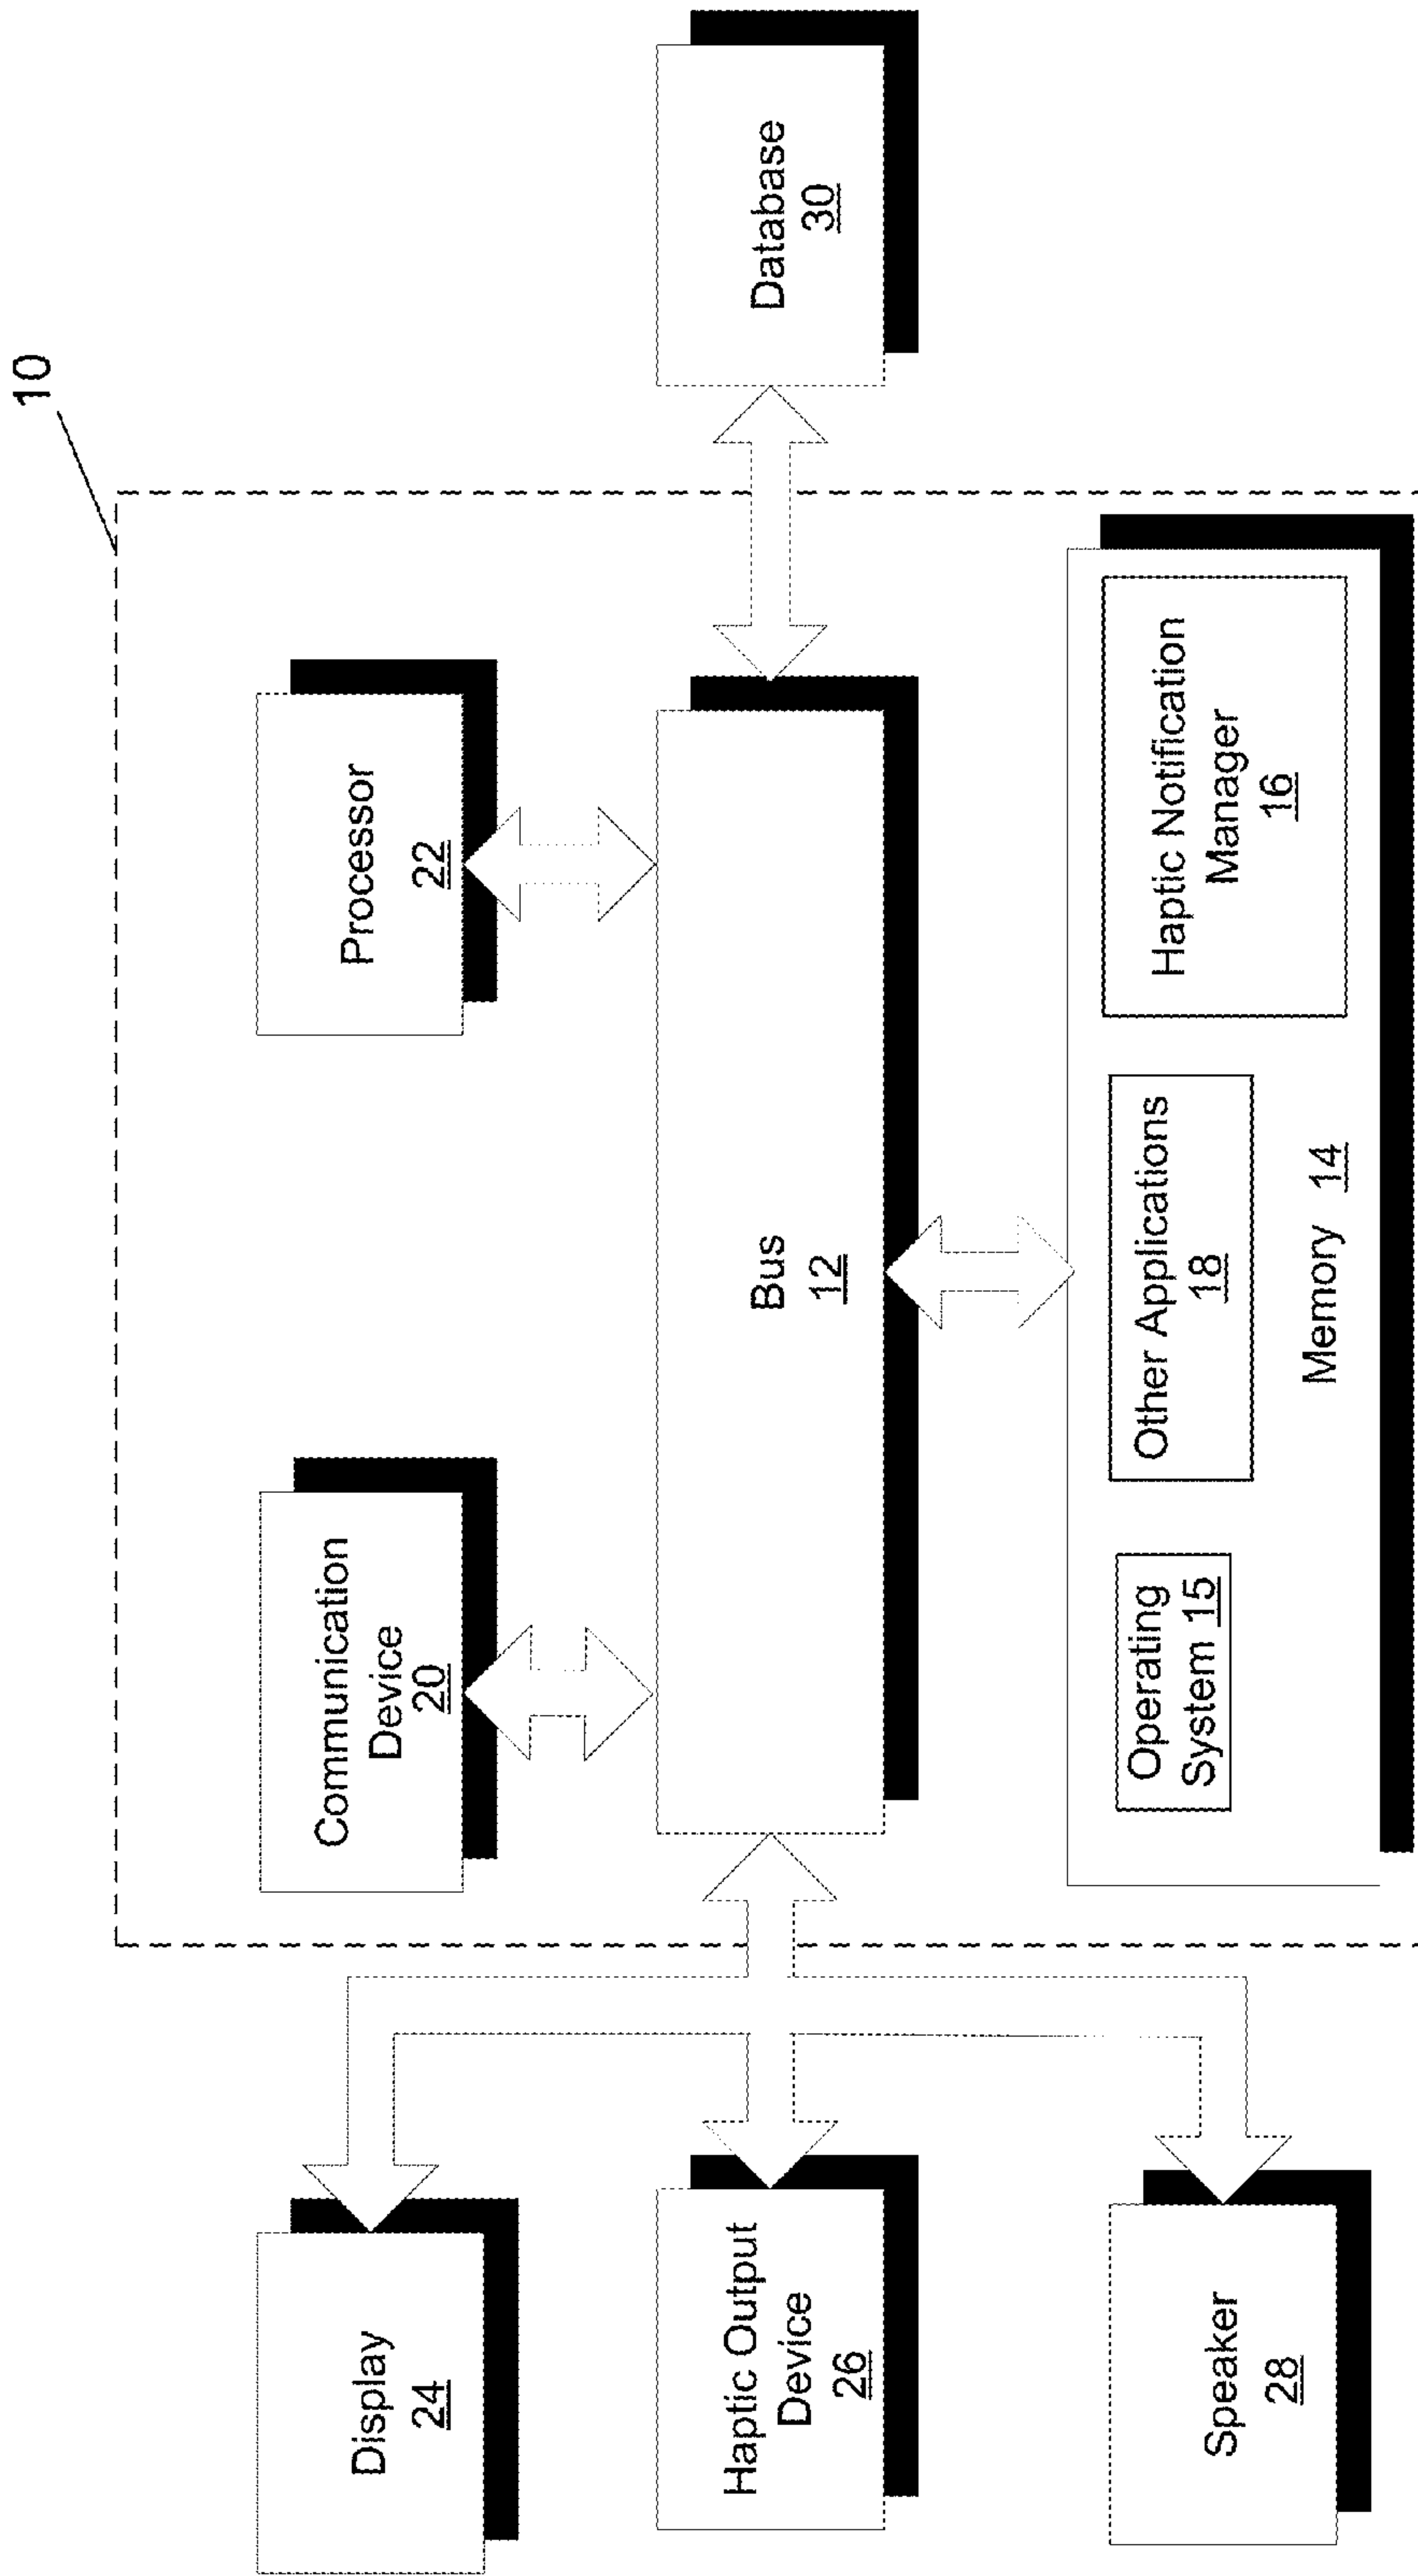 10
Communication
Device
20
Processor
22
Display
24
Haptic Output
Device
26
Bus
12
Database
30
Speaker
28
Operating
System 15
Other Applications
18
Haptic Notification
Manager
16
Memory 14